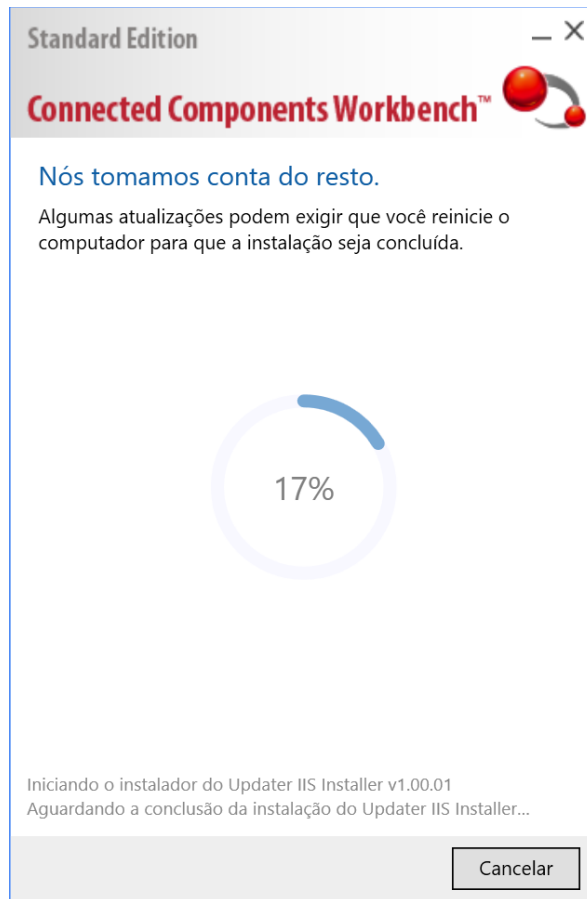 Standard Edition
Connected Components Workbench™
Nós tomamos conta do resto.
Algumas atualizações podem exigir que você reinicie o
computador para que a instalação seja concluída.
17%
Iniciando o instalador do Updater IIS Installer v1.00.01
Aguardando a conclusão da instalação do Updater IIS Installer...
Cancelar